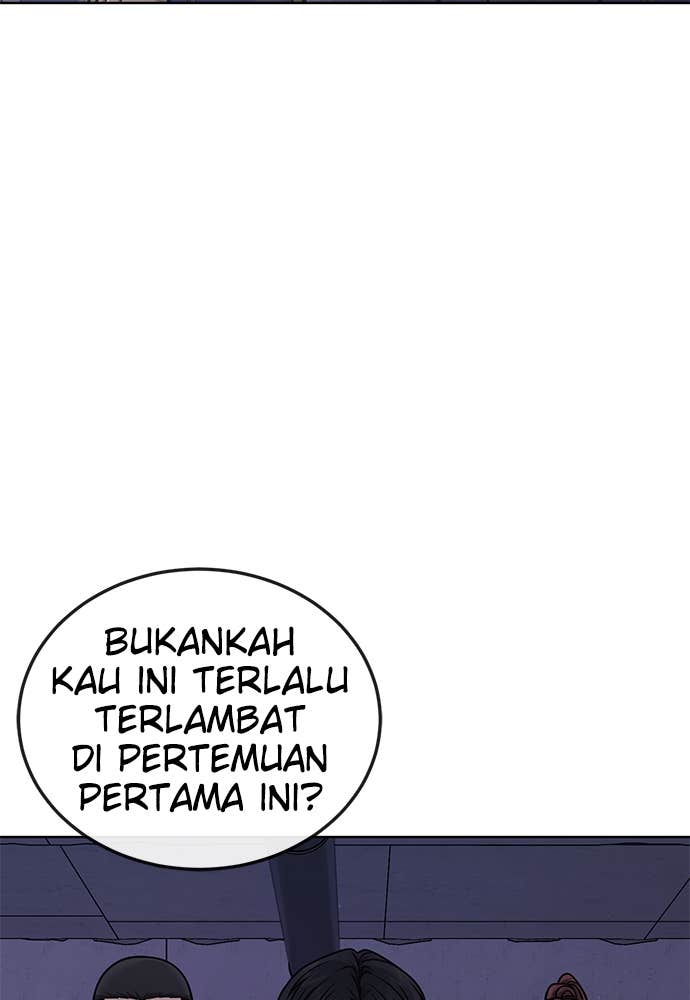 BUKANKAH
KAU INI TERLALU
TERLAMBAT
DI PERTEMUAN
PERTAMA INI?